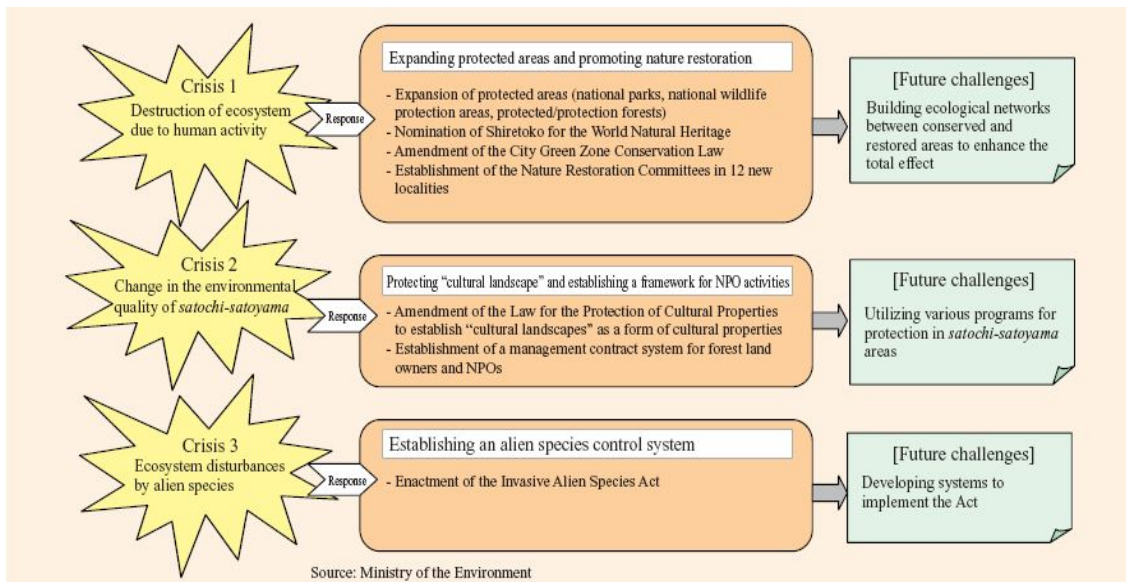 Crisis 1
Destruction of ecosystem
due to human activity
Response
Expanding protected areas and promoting nature restoration
- Expansion of protected areas (national parks, national wildlife
protection areas, protected/protection forests)
- Nomination of Shiretoko for the World Natural Heritage
- Amendment of the City Green Zone Conservation Law
- Establishment of the Nature Restoration Committees in 12 new
localities
[Future challenges]
Building ecological networks
between conserved and
restored areas to enhance the
total effect
Crisis 2
Change in the environmental
quality of satochi-satoyama
Response
Protecting “cultural landscape” and establishing a framework for NPO activities
- Amendment of the Law for the Protection of Cultural Properties
to establish “cultural landscapes” as a form of cultural properties
- Establishment of a management contract system for forest land
owners and NPOs
[Future challenges]
Utilizing various programs for
protection in satochi-satoyama
areas
Crisis 3
Ecosystem disturbances
by alien species
Response
Establishing an alien species control system
- Enactment of the Invasive Alien Species Act
[Future challenges]
Developing systems to
implement the Act
Source: Ministry of the Environment